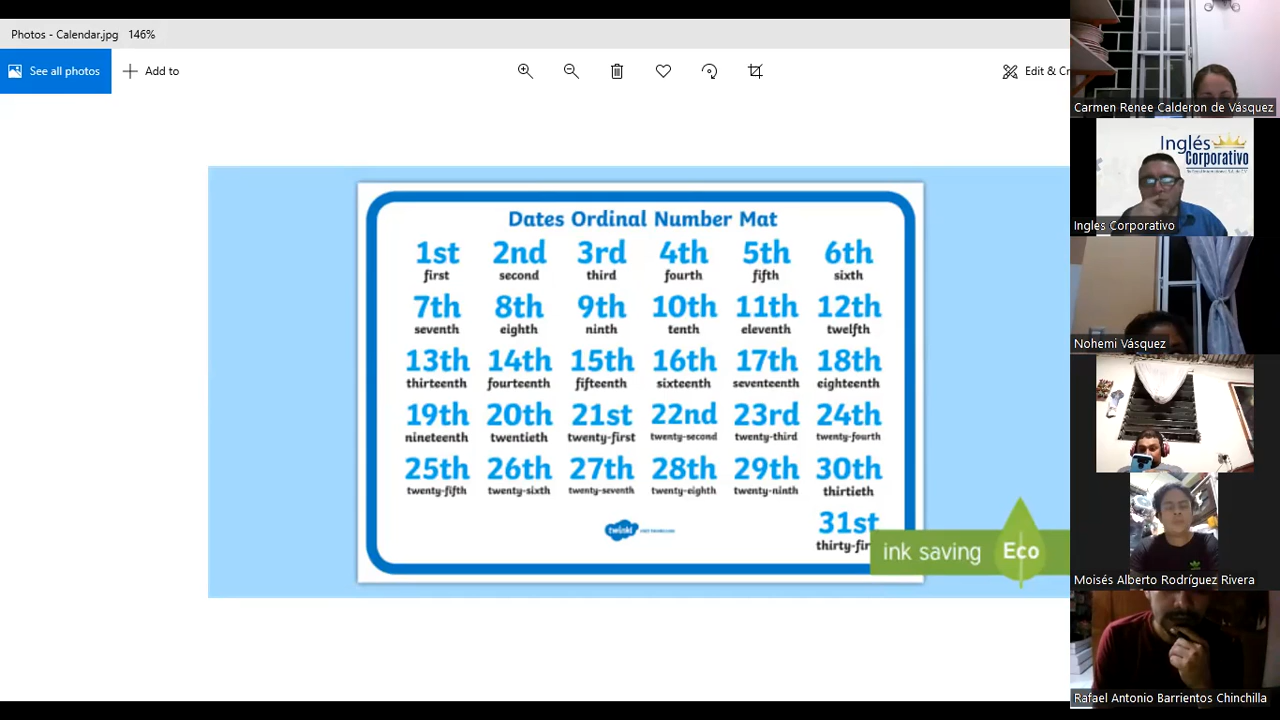 Photos - Calendar.jpg 146%
See all photos
Add to
Edit & Cr
Dates Ordinal Number Mat
1st 2nd 3rd 4th 5th 6th
first second third fourth fifth sixth
7th 8th 9th 10th 11th 12th
seventh eighth ninth tenth eleventh twelfth
13th 14th 15th 16th 17th 18th
thirteenth fourteenth fifteenth sixteenth seventeenth eighteenth
19th 20th 21st 22nd 23rd 24th
nineteenth twentieth twenty-first twenty-second twenty-third twenty-fourth
25th 26th 27th 28th 29th 30th
twenty-fifth twenty-sixth twenty-seventh twenty-eighth twenty-ninth thirtieth
31st
thirty-fir
twinkl
ink saving Eco
Carmen Renee Calderon de Vásquez
Inglés
Corporativo
Ingles Corporativo
Nohemi Vásquez
Moisés Alberto Rodríguez Rivera
Rafael Antonio Barrientos Chinchilla